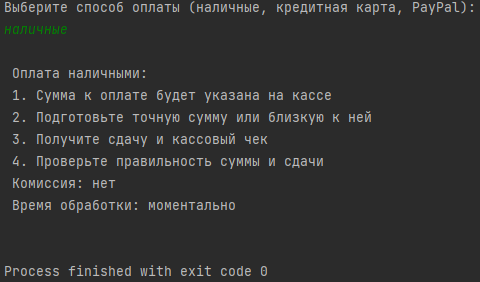 Выберите способ оплаты (наличные, кредитная карта, PayPal):
наличные
Оплата наличными:
1. Сумма к оплате будет указана на кассе
2. Подготовьте точную сумму или близкую к ней
3. Получите сдачу и кассовый чек
4. Проверьте правильность суммы и сдачи
Комиссия: нет
Время обработки: моментально
Process finished with exit code 0